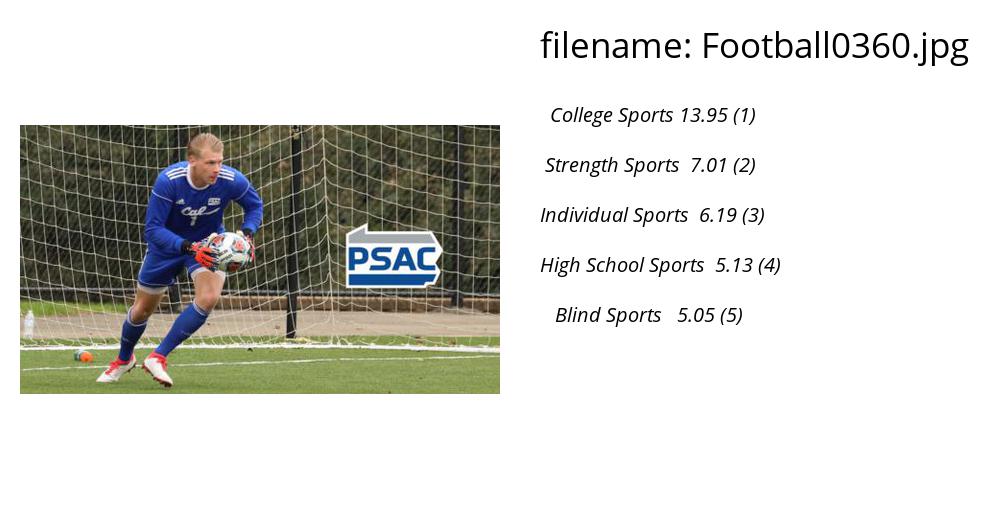 filename: Football0360.jpg
College Sports 13.95 (1)
Strength Sports 7.01 (2)
Individual Sports 6.19 (3)
High School Sports 5.13 (4)
Blind Sports 5.05 (5)
Cal
PSAC